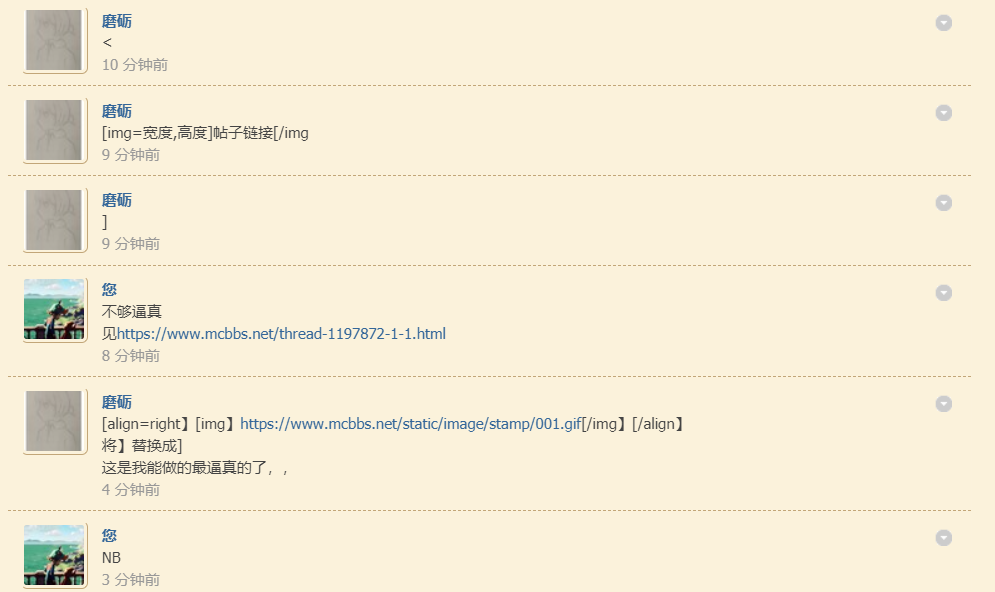 磨砺
<
10 分钟前
磨砺
[img=宽度,高度]帖子链接[/img
9 分钟前
磨砺
]
9 分钟前
您
不够逼真
见https://www.mcbbs.net/thread-1197872-1-1.html
8 分钟前
磨砺
[align=right】[img】https://www.mcbbs.net/static/image/stamp/001.gif[/img】[/align】
将】替换成]
这是我能做的最逼真的了，，
4 分钟前
您
NB
3 分钟前